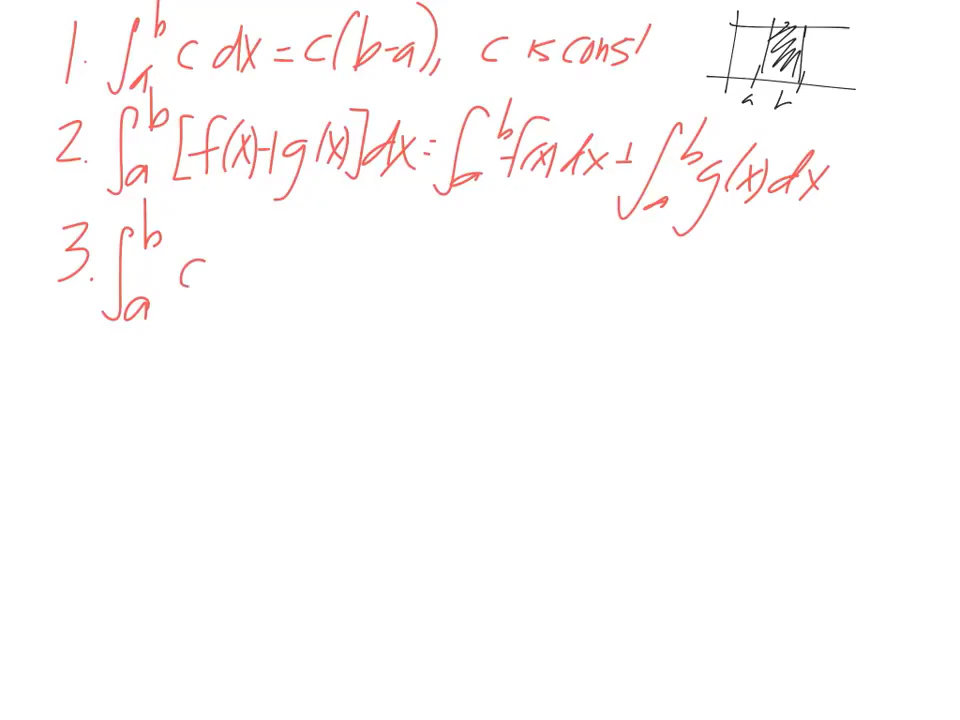 1. ∫_a^b c dx = c(b-a), c is const
a b
2. ∫_a^b [f(x)+g(x)]dx = ∫_a^b f(x)dx ± ∫_a^b g(x)dx
3. ∫_a^b c